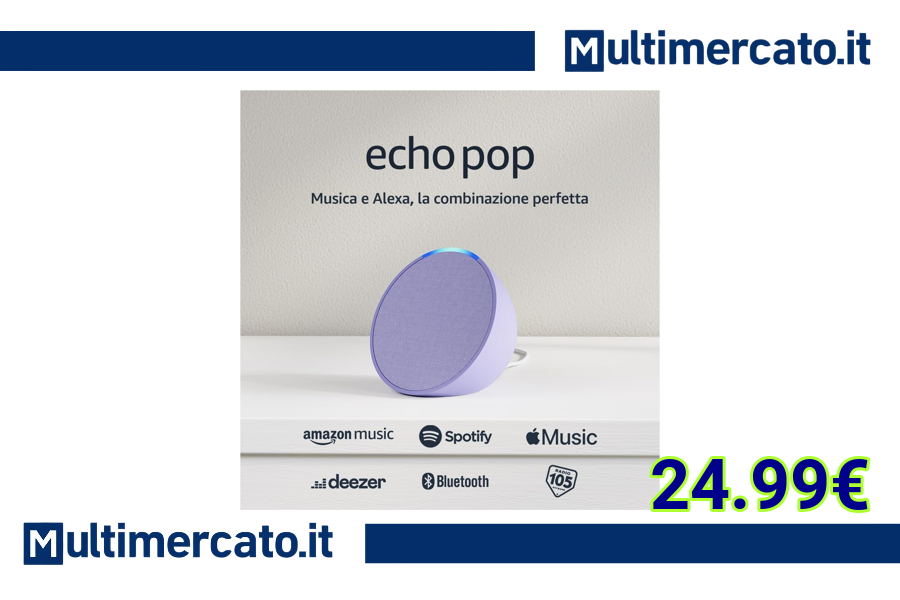 Multimercato.it
echo pop
Musica e Alexa, la combinazione perfetta
amazon music Spotify Music
deezer Bluetooth RADIO 105
24.99€
Multimercato.it